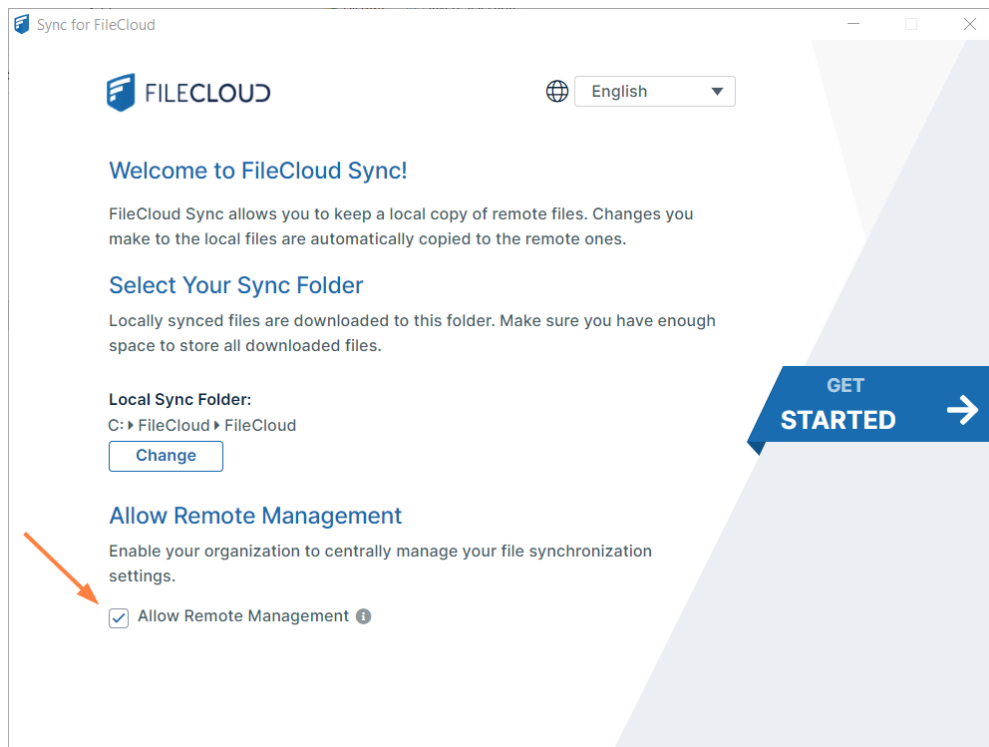 Sync for FileCloud
FILECLOUD
English
Welcome to FileCloud Sync!
FileCloud Sync allows you to keep a local copy of remote files. Changes you
make to the local files are automatically copied to the remote ones.
Select Your Sync Folder
Locally synced files are downloaded to this folder. Make sure you have enough
space to store all downloaded files.
Local Sync Folder:
C: FileCloud FileCloud
Change
GET
STARTED
Allow Remote Management
Enable your organization to centrally manage your file synchronization
settings.
Allow Remote Management